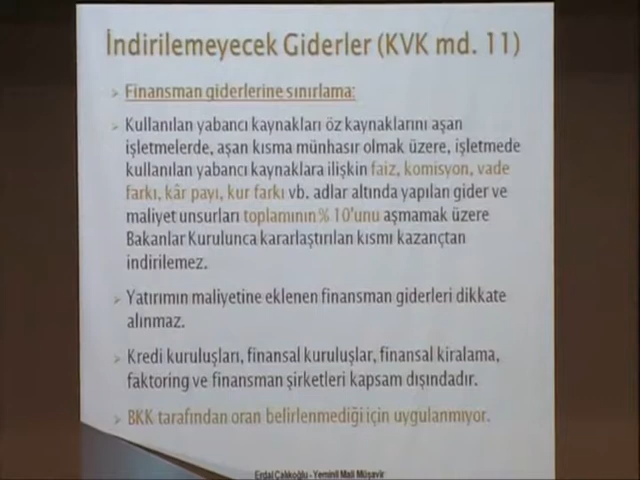 İndirilemeyecek Giderler (KVK md. 11)
Finansman giderlerine sınırlama:
Kullanılan yabancı kaynakları öz kaynaklarını aşan
işletmelerde, aşan kısma münhasır olmak üzere, işletmede
kullanılan yabancı kaynaklara ilişkin faiz, komisyon, vade
farkı, kâr payı, kur farkı vb. adlar altında yapılan gider ve
maliyet unsurları toplamının % 10'unu aşmamak üzere
Bakanlar Kurulunca kararlaştırılan kısmı kazançtan
indirilemez.
Yatırımın maliyetine eklenen finansman giderleri dikkate
alınmaz.
Kredi kuruluşları, finansal kuruluşlar, finansal kiralama,
faktoring ve finansman şirketleri kapsam dışındadır.
BKK tarafından oran belirlenmediği için uygulanmıyor.
Erdal Çalıkoğlu - Yeminli Mali Müşavir